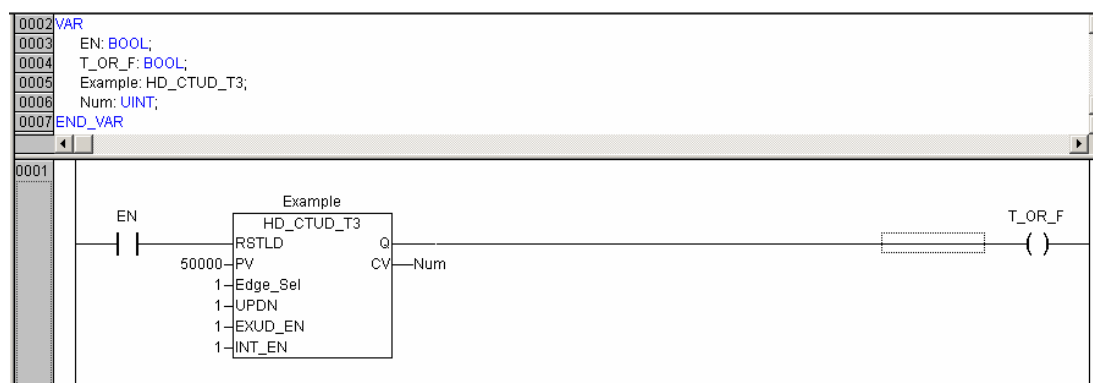 0002 VAR
0003 EN: BOOL;
0004 T_OR_F: BOOL;
0005 Example: HD_CTUD_T3;
0006 Num: UINT;
0007 END_VAR
0001
Example
EN HD_CTUD_T3 T_OR_F
RSTLD Q
50000 PV CV Num
1 Edge_Sel
1 UPDN
1 EXUD_EN
1 INT_EN